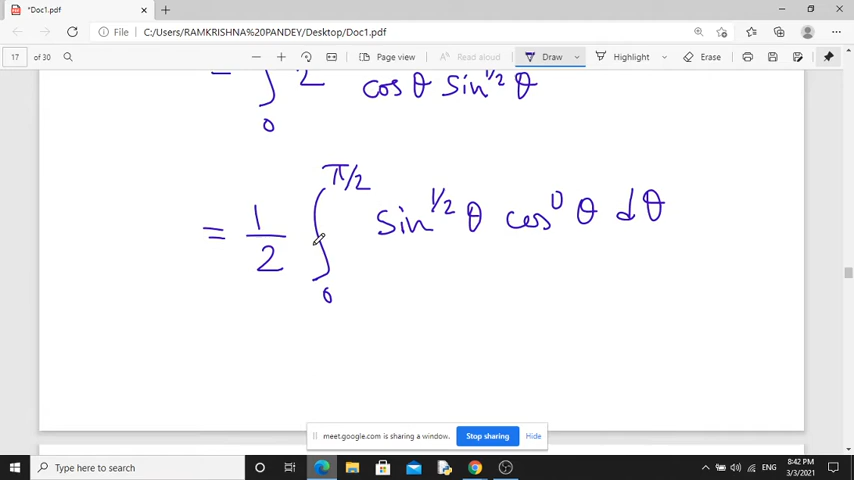 *Doc1.pdf
File | C:/Users/RAMKRISHNA%20PANDEY/Desktop/Doc1.pdf
17 of 30 Page view Read aloud Draw Highlight Erase
= ∫ 2 cosθ sin^1/2 θ
0
= 1/2 ∫_0^π/2 sin^1/2 θ cos^0 θ dθ
meet.google.com is sharing a window. Stop sharing Hide
Type here to search
ENG 8:42 PM
3/3/2021